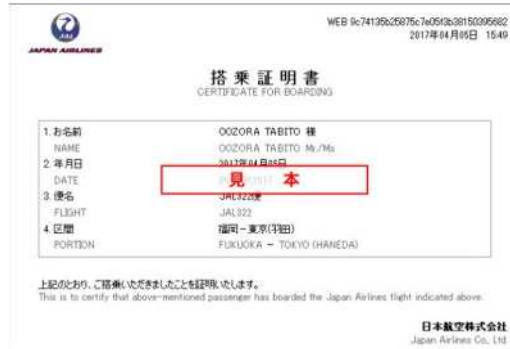 WEB 9c74135b25875c7e05f3b38150395682
2017年04月05日 15:49
JAL
JAPAN AIRLINES
搭乗証明書
CERTIFICATE FOR BOARDING
1. お名前 OOZORA TABITO 様
NAME OOZORA TABITO Mr./Ms
2. 年月日 2017年04月05日
DATE
見 本
3. 便名 JAL322便
FLIGHT JAL322
4. 区間 福岡-東京(羽田)
PORTION FUKUOKA - TOKYO (HANEDA)
上記のとおり、ご搭乗いただきましたことを証明いたします。
This is to certify that above-mentioned passenger has boarded the Japan Airlines flight indicated above.
日本航空株式会社
Japan Airlines Co., Ltd